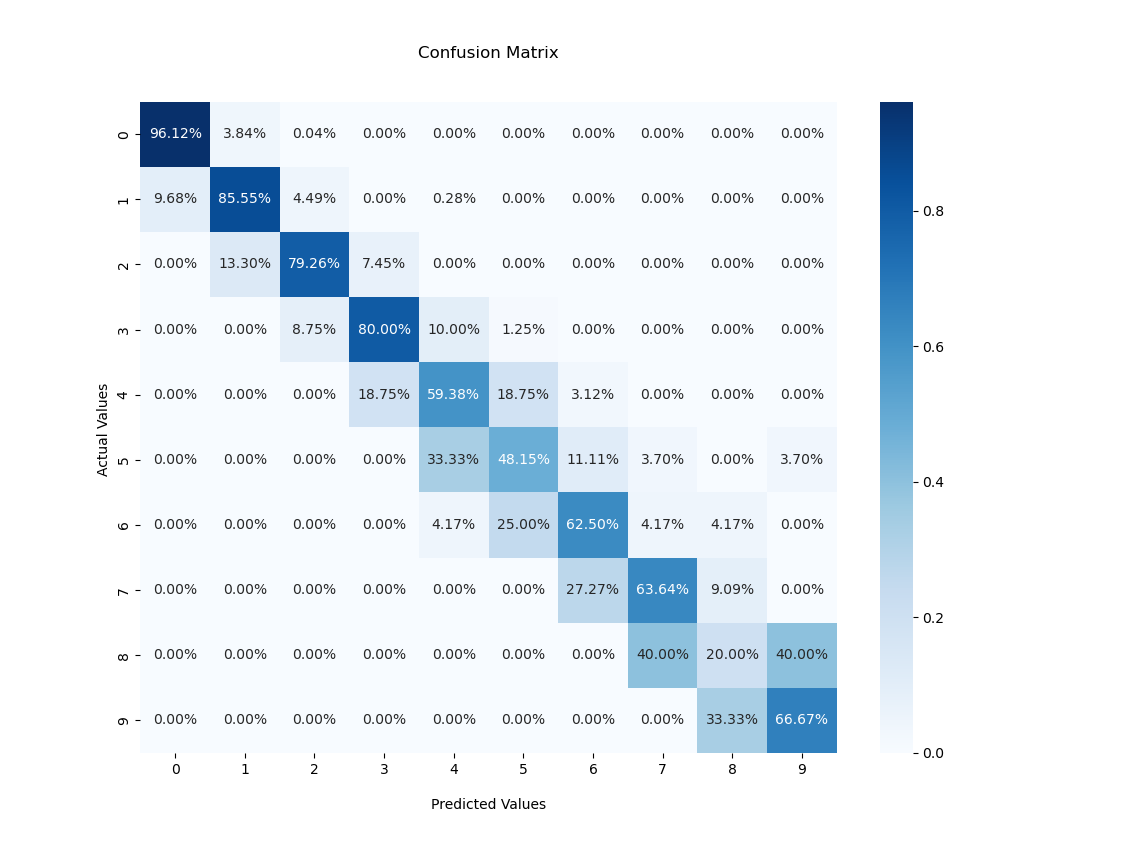 Confusion Matrix
0 96.12% 3.84% 0.04% 0.00% 0.00% 0.00% 0.00% 0.00% 0.00% 0.00%
1 9.68% 85.55% 4.49% 0.00% 0.28% 0.00% 0.00% 0.00% 0.00% 0.00% 0.8
2 0.00% 13.30% 79.26% 7.45% 0.00% 0.00% 0.00% 0.00% 0.00% 0.00%
3 0.00% 0.00% 8.75% 80.00% 10.00% 1.25% 0.00% 0.00% 0.00% 0.00% 0.6
4 0.00% 0.00% 0.00% 18.75% 59.38% 18.75% 3.12% 0.00% 0.00% 0.00%
Actual Values
5 0.00% 0.00% 0.00% 0.00% 33.33% 48.15% 11.11% 3.70% 0.00% 3.70% 0.4
6 0.00% 0.00% 0.00% 0.00% 4.17% 25.00% 62.50% 4.17% 4.17% 0.00%
7 0.00% 0.00% 0.00% 0.00% 0.00% 0.00% 27.27% 63.64% 9.09% 0.00% 0.2
8 0.00% 0.00% 0.00% 0.00% 0.00% 0.00% 0.00% 40.00% 20.00% 40.00%
9 0.00% 0.00% 0.00% 0.00% 0.00% 0.00% 0.00% 0.00% 33.33% 66.67% 0.0
0 1 2 3 4 5 6 7 8 9
Predicted Values